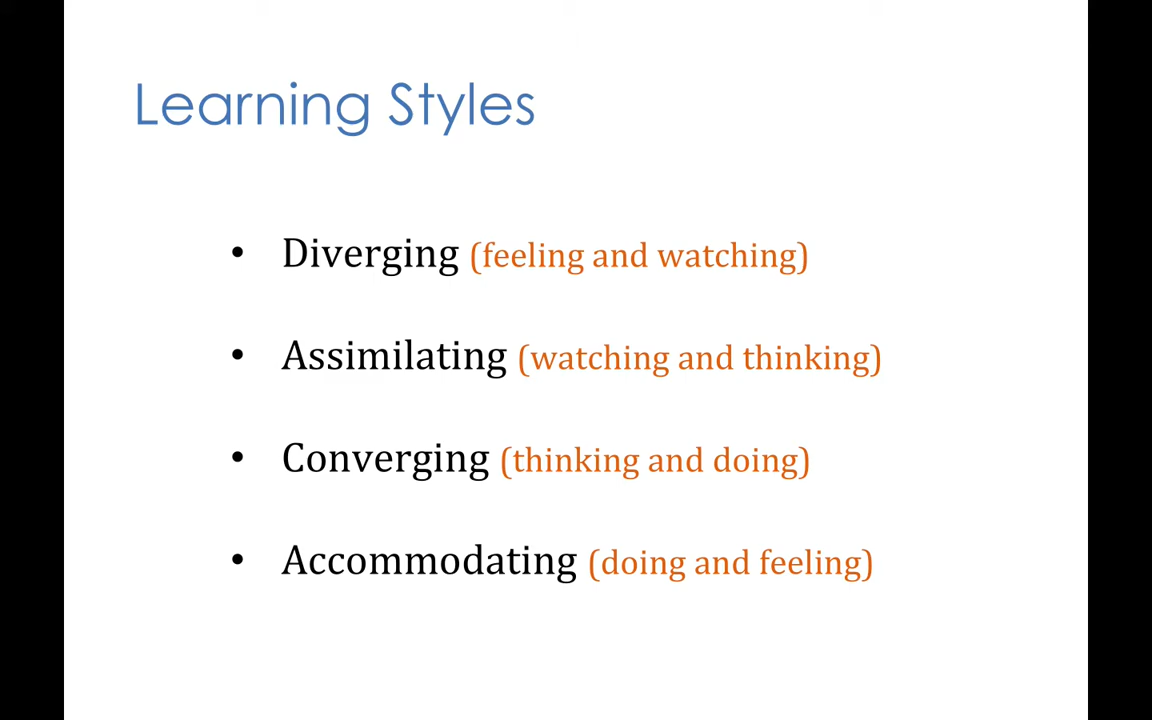 Learning Styles
• Diverging (feeling and watching)
• Assimilating (watching and thinking)
• Converging (thinking and doing)
• Accommodating (doing and feeling)